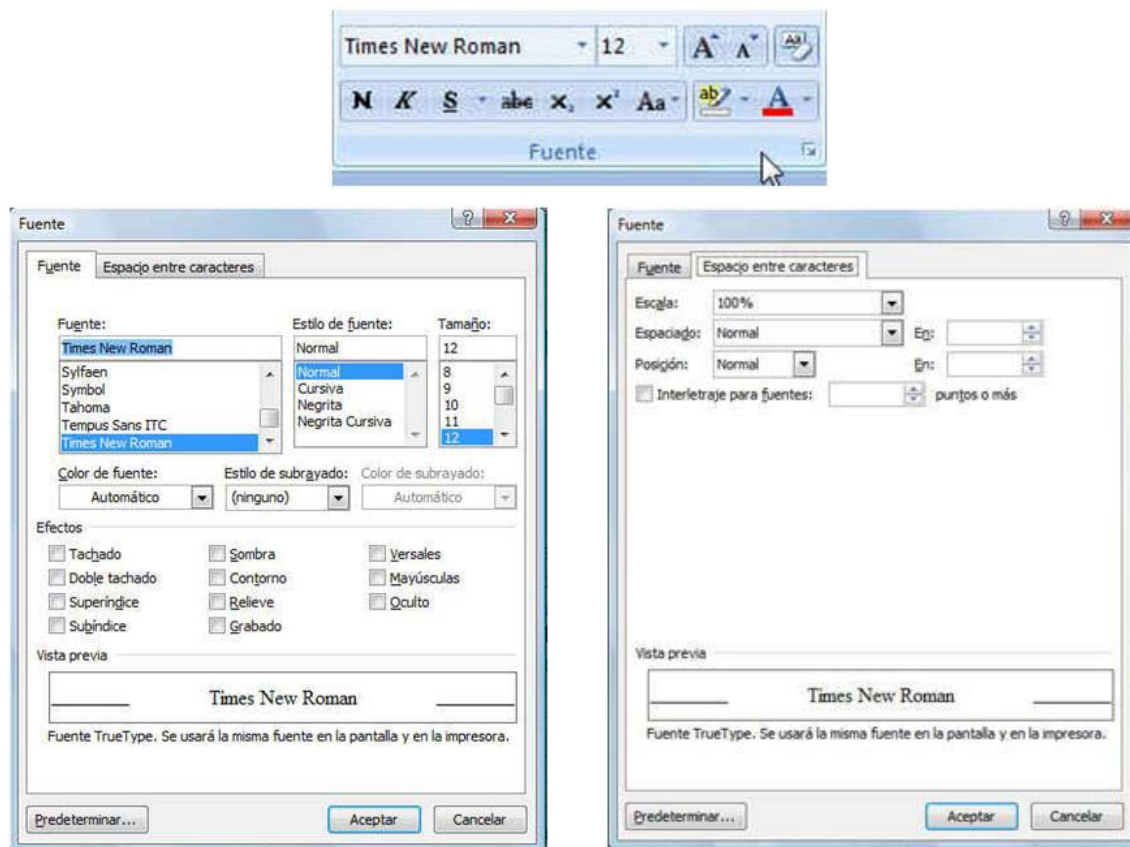 Times New Roman 12 A A Aa
N K S abc x₂ x² Aa ab A
Fuente
Fuente
Fuente Espacio entre caracteres
Fuente: Estilo de fuente: Tamaño:
Times New Roman Normal 12
Sylfaen Normal 8
Symbol Cursiva 9
Tahoma Negrita 10
Tempus Sans ITC Negrita Cursiva 11
Times New Roman 12
Color de fuente: Estilo de subrayado: Color de subrayado:
Automático (ninguno) Automático
Efectos
Tachado Sombra Versales
Doble tachado Contorno Mayúsculas
Superíndice Relieve Oculto
Subíndice Grabado
Vista previa
Times New Roman
Fuente TrueType. Se usará la misma fuente en la pantalla y en la impresora.
Predeterminar... Aceptar Cancelar
Fuente
Fuente Espacio entre caracteres
Escala: 100%
Espaciado: Normal En:
Posición: Normal En:
Interletraje para fuentes: puntos o más
Vista previa
Times New Roman
Fuente TrueType. Se usará la misma fuente en la pantalla y en la impresora.
Predeterminar... Aceptar Cancelar